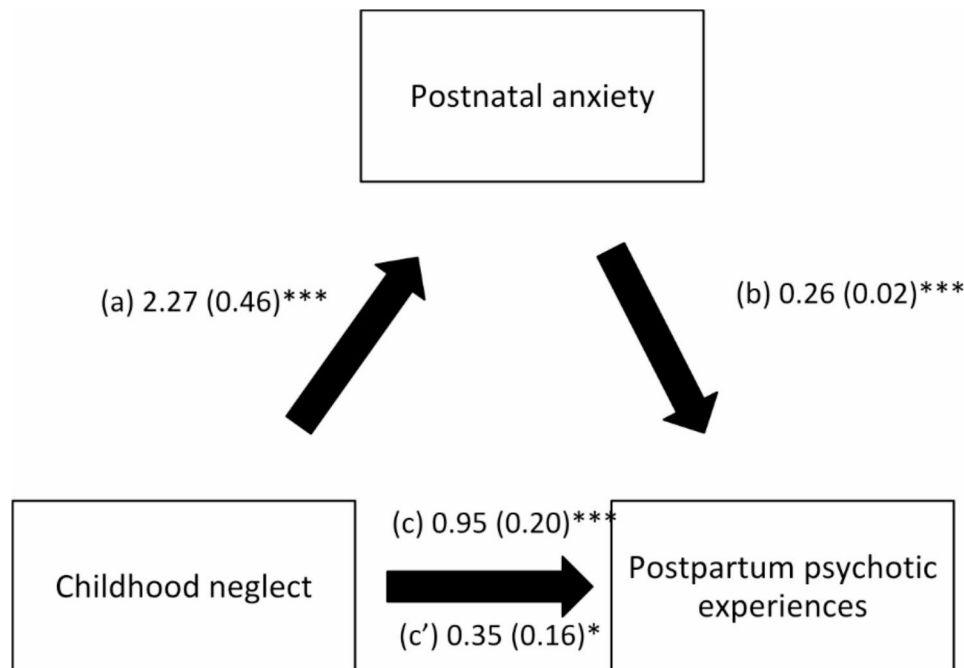 Postnatal anxiety
(a) 2.27 (0.46)***
(b) 0.26 (0.02)***
(c) 0.95 (0.20)***
Childhood neglect
Postpartum psychotic
experiences
(c’) 0.35 (0.16)*